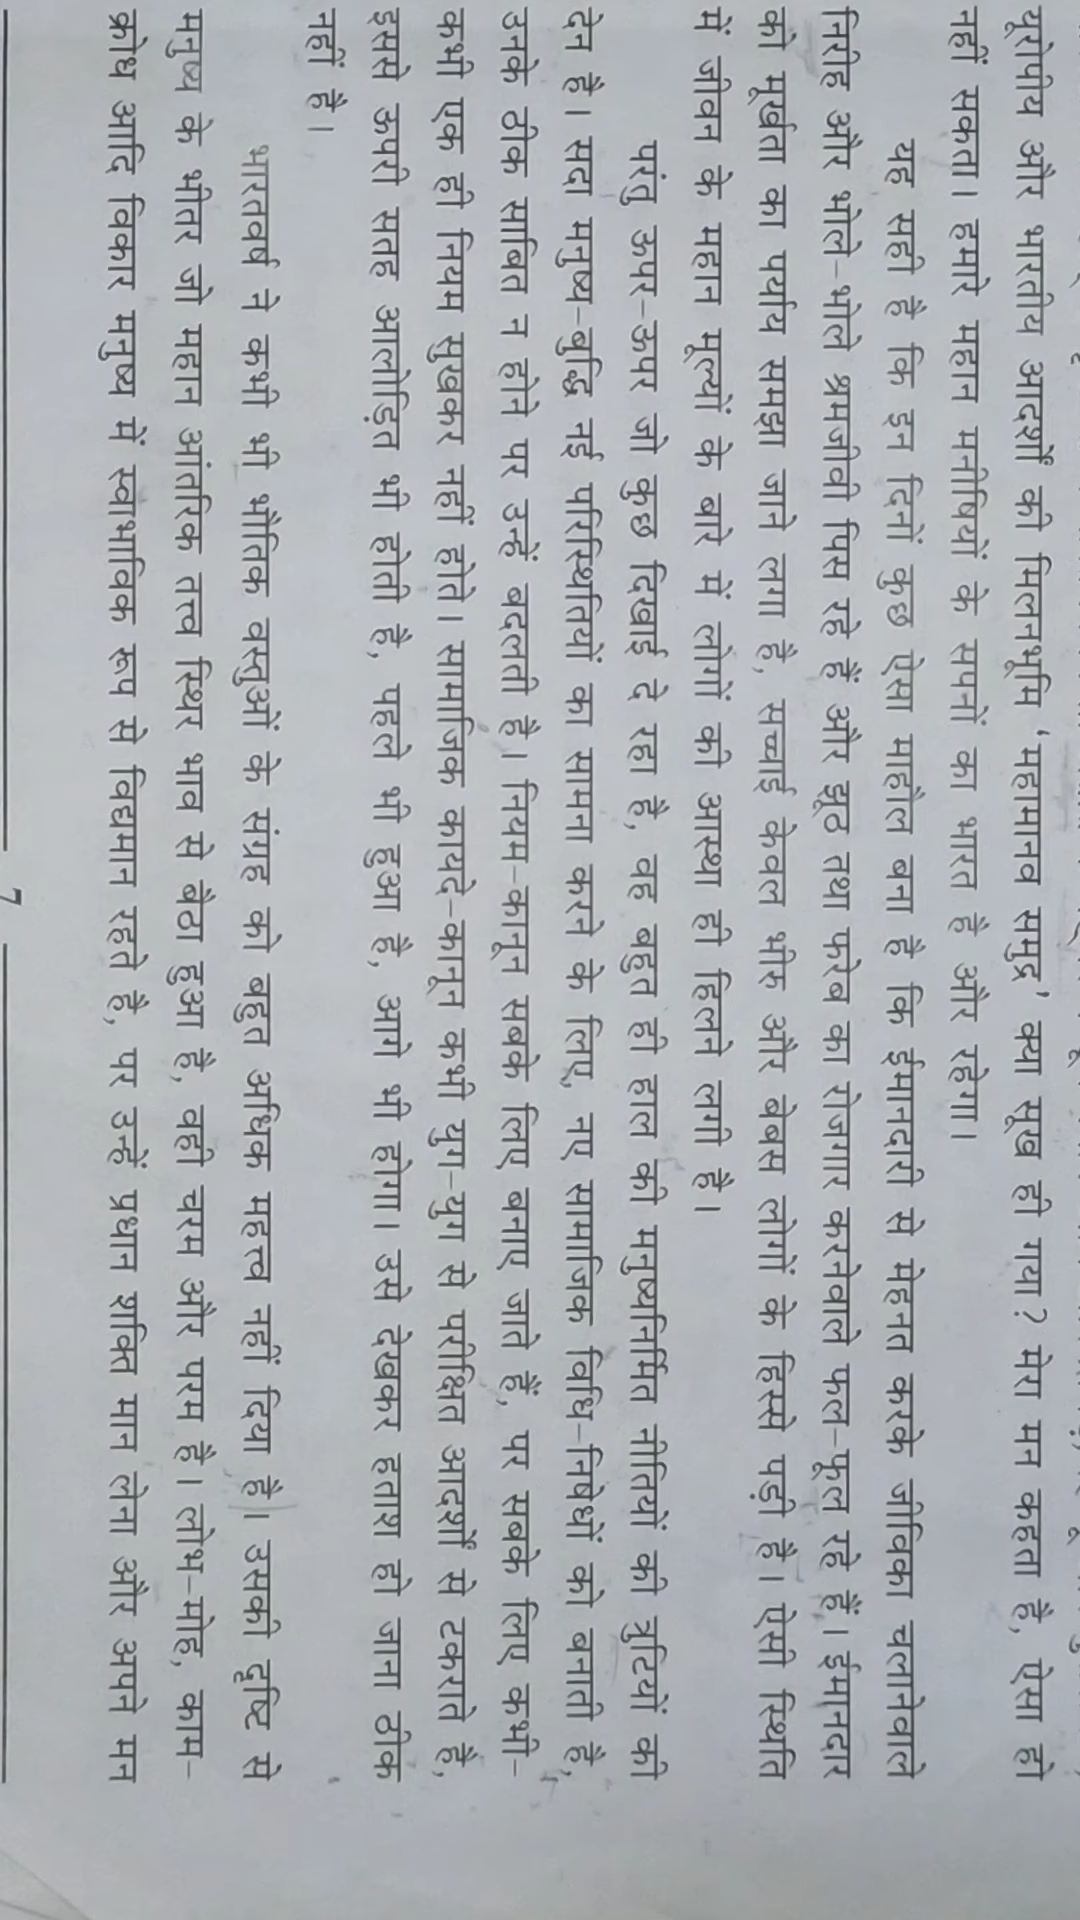 यूरोपीय और भारतीय आदर्शों की मिलनभूमि 'महामानव समुद्र' क्या सूख ही गया? मेरा मन कहता है, ऐसा हो
नहीं सकता। हमारे महान मनीषियों के सपनों का भारत है और रहेगा।
यह सही है कि इन दिनों कुछ ऐसा माहौल बना है कि ईमानदारी से मेहनत करके जीविका चलानेवाले
निरीह और भोले-भोले श्रमजीवी पिस रहे हैं और झूठ तथा फरेब का रोजगार करनेवाले फल-फूल रहे हैं। ईमानदार
को मूर्खता का पर्याय समझा जाने लगा है, सच्चाई केवल भीरु और बेबस लोगों के हिस्से पड़ी है। ऐसी स्थिति
में जीवन के महान मूल्यों के बारे में लोगों की आस्था ही हिलने लगी है।
परंतु ऊपर-ऊपर जो कुछ दिखाई दे रहा है, वह बहुत ही हाल की मनुष्यनिर्मित नीतियों की त्रुटियों की
देन है। सदा मनुष्य-बुद्धि नई परिस्थितियों का सामना करने के लिए, नए सामाजिक विधि-निषेधों को बनाती है,
उनके ठीक साबित न होने पर उन्हें बदलती है। नियम-कानून सबके लिए बनाए जाते हैं, पर सबके लिए कभी-
कभी एक ही नियम सुखकर नहीं होते। सामाजिक कायदे-कानून कभी युग-युग से परीक्षित आदर्शों से टकराते है,
इससे ऊपरी सतह आलोड़ित भी होती है, पहले भी हुआ है, आगे भी होगा। उसे देखकर हताश हो जाना ठीक
नहीं है।
भारतवर्ष ने कभी भी भौतिक वस्तुओं के संग्रह को बहुत अधिक महत्त्व नहीं दिया है। उसकी दृष्टि से
मनुष्य के भीतर जो महान आंतरिक तत्त्व स्थिर भाव से बैठा हुआ है, वही चरम और परम है। लोभ-मोह, काम-
क्रोध आदि विकार मनुष्य में स्वाभाविक रूप से विद्यमान रहते है, पर उन्हें प्रधान शक्ति मान लेना और अपने मन
7